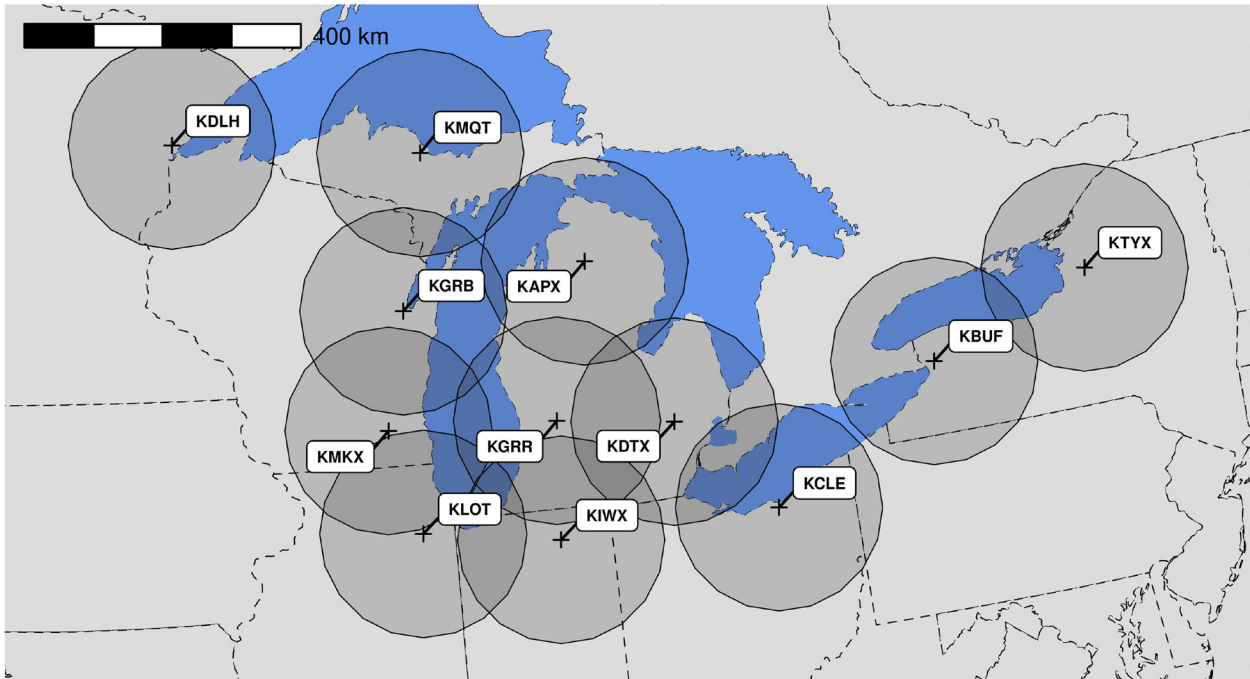 400 km
KDLH
KMQT
KTYX
KGRB
KAPX
KBUF
KMKX
KGRR
KDTX
KCLE
KLOT
KIWX